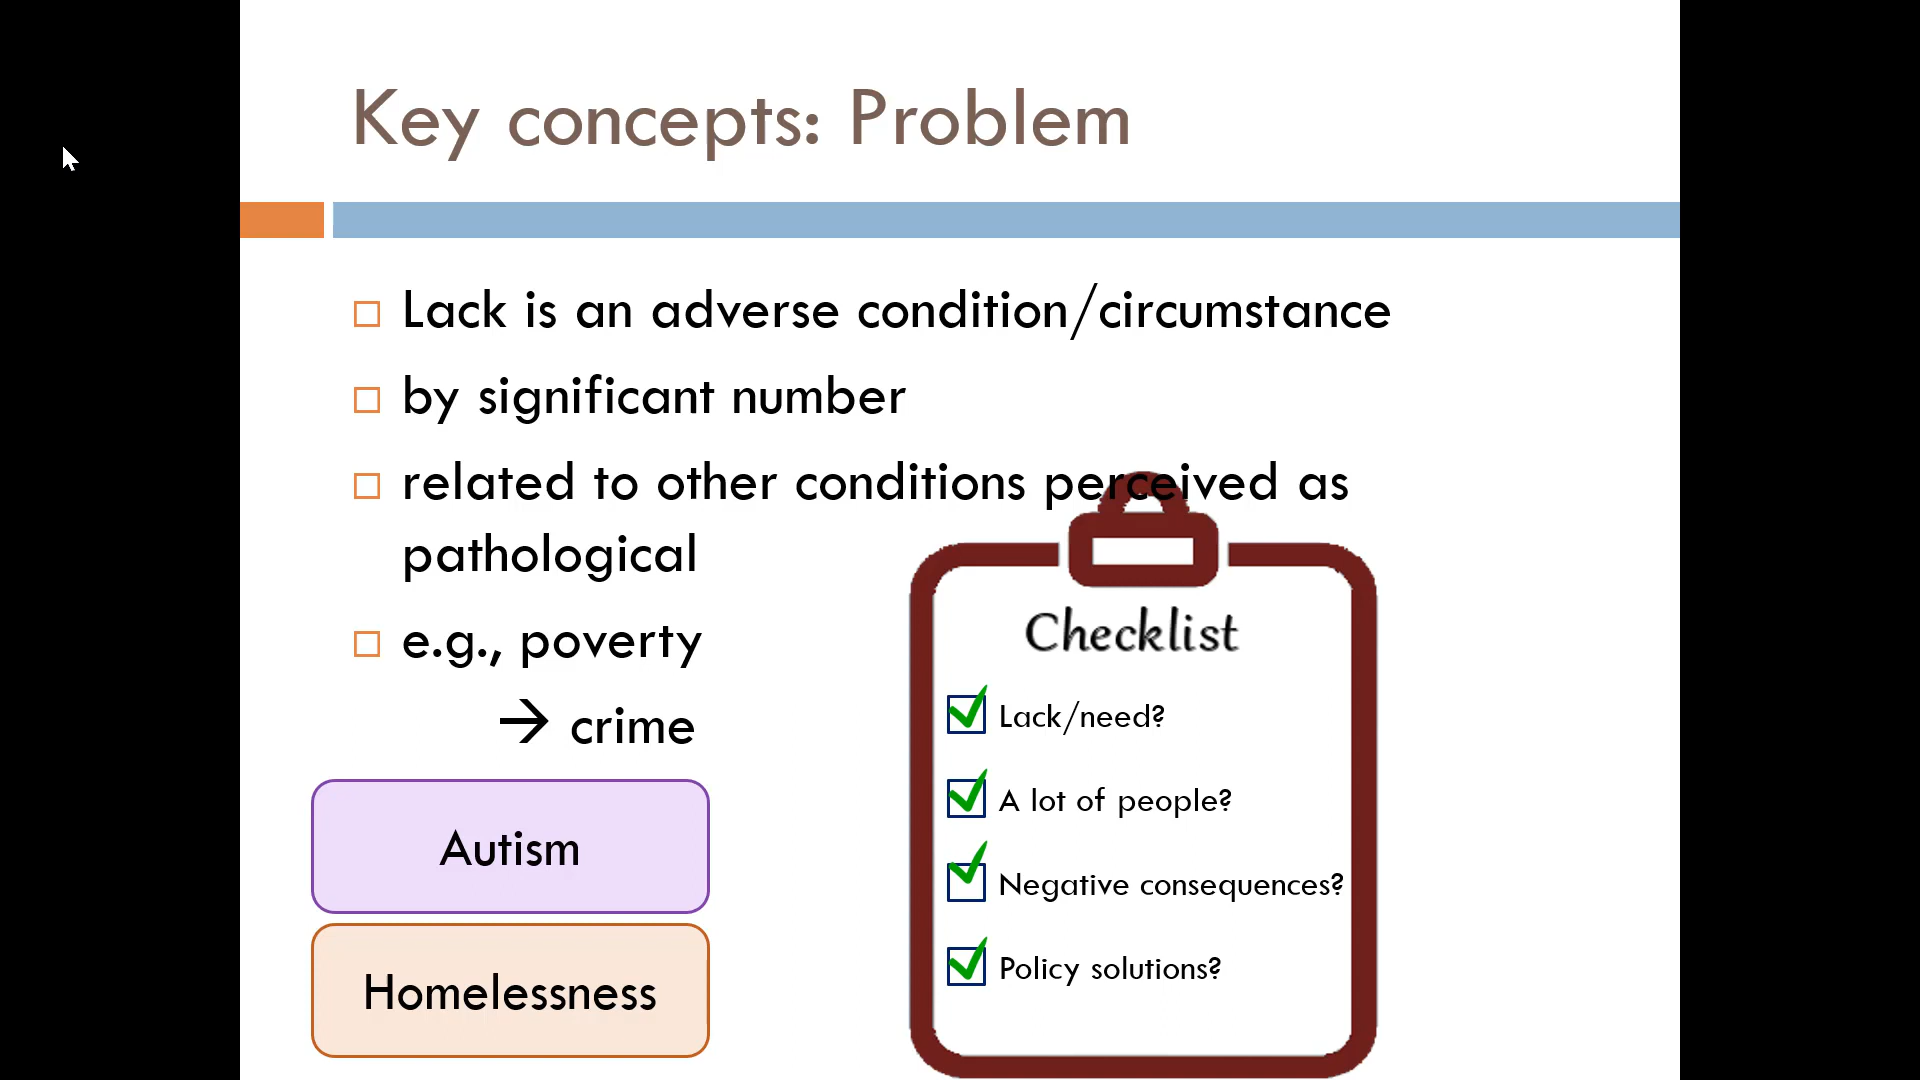 Key concepts: Problem
Lack is an adverse condition/circumstance
by significant number
related to other conditions perceived as
pathological
e.g., poverty
→ crime
Autism
Homelessness
Checklist
Lack/need?
A lot of people?
Negative consequences?
Policy solutions?